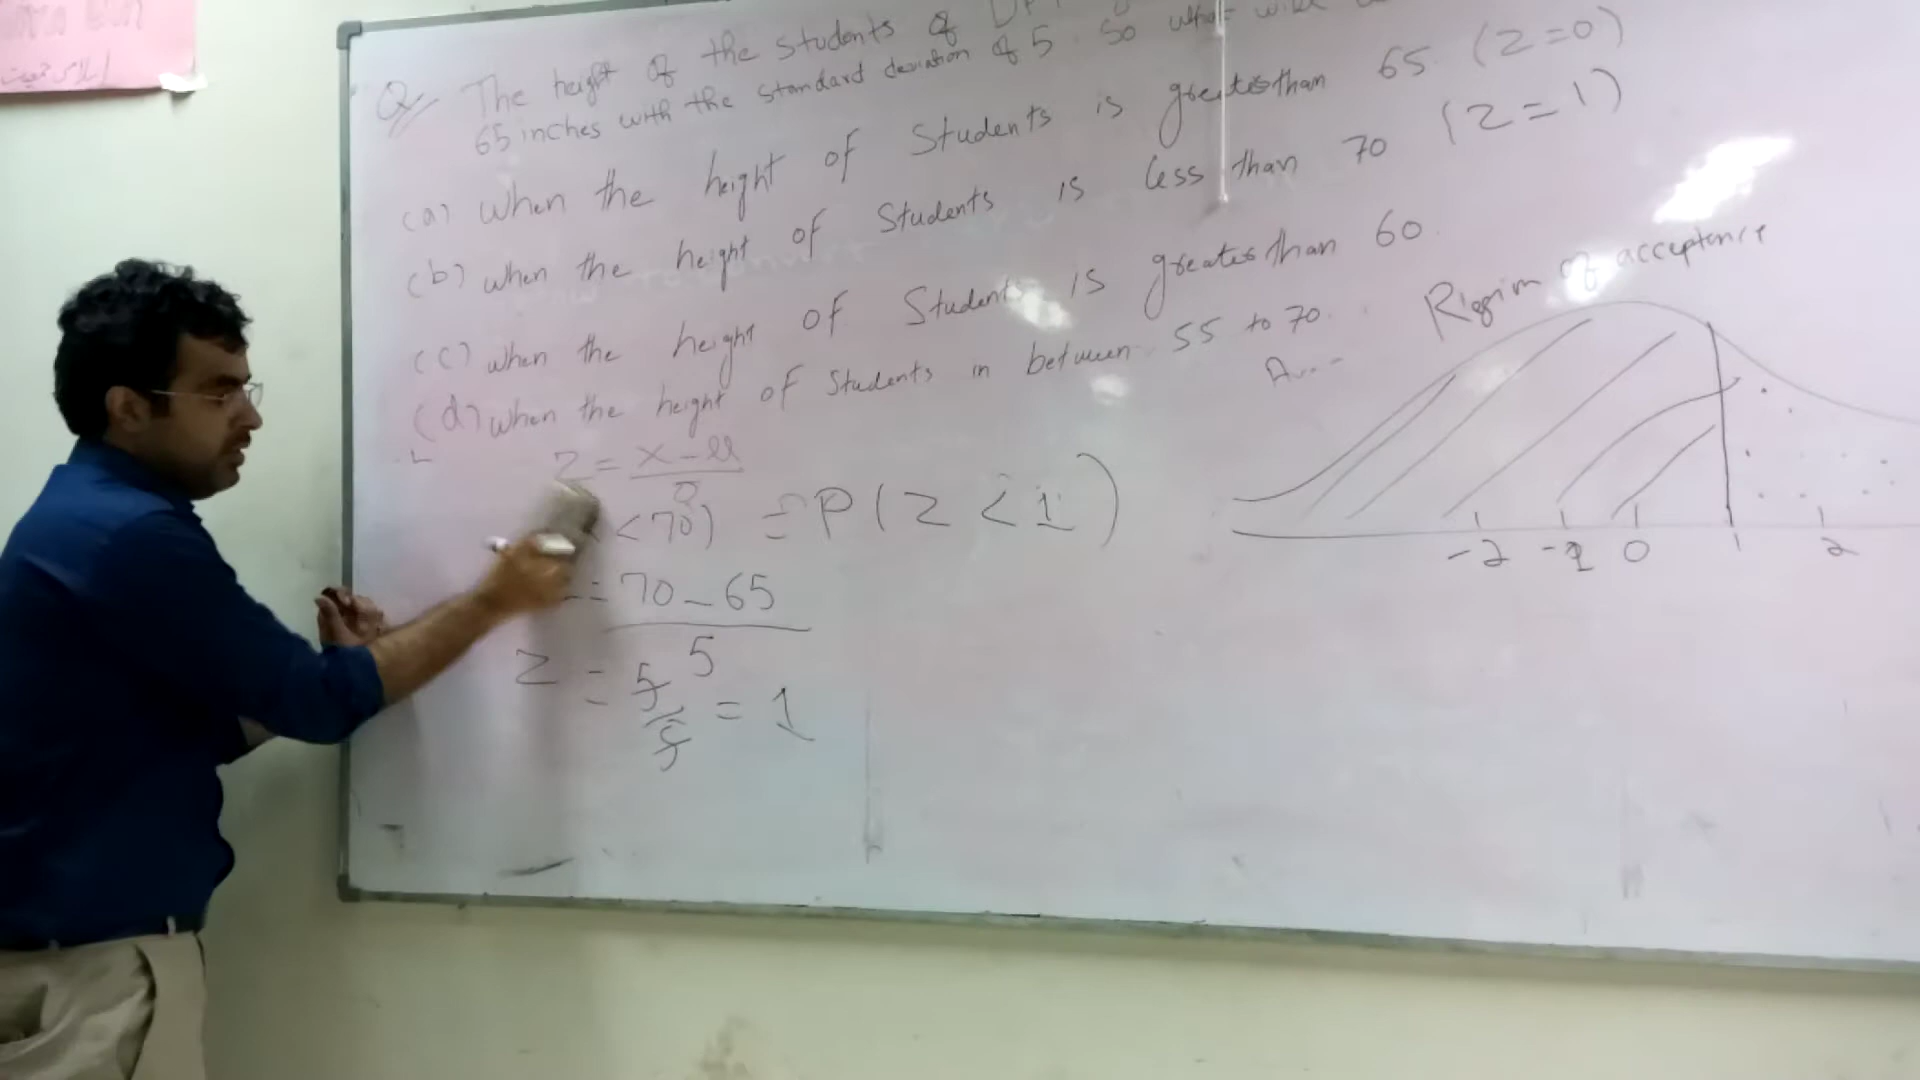 Q The height of the students of DPT
65 inches with the standard deviation of 5. So what will
(a) when the height of Students is greater than 65 (Z=0)
(b) when the height of Students is less than 70 (Z=1)
(c) when the height of Students is greater than 60.
(d) when the height of Students in between 55 to 70.
Region of acceptance
Z = X-μ
σ
<70) = P(Z<1)
= 70-65
5
Z = 5/5 = 1
-2 -1 0 1 2